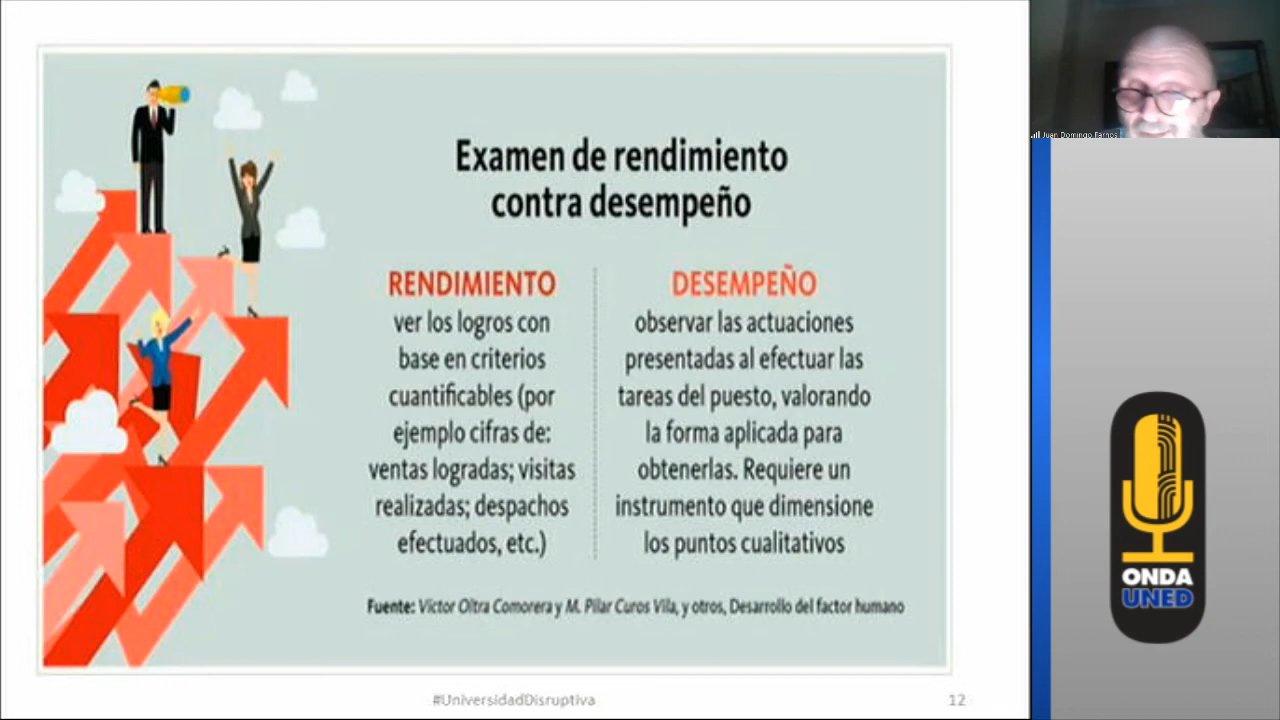 Examen de rendimiento
contra desempeño
RENDIMIENTO
ver los logros con
base en criterios
cuantificables (por
ejemplo cifras de:
ventas logradas; visitas
realizadas; despachos
efectuados, etc.)
DESEMPEÑO
observar las actuaciones
presentadas al efectuar las
tareas del puesto, valorando
la forma aplicada para
obtenerlas. Requiere un
instrumento que dimensione
los puntos cualitativos
Fuente: Víctor Oltra Comorera y M. Pilar Curos Vila, y otros, Desarrollo del factor humano
#UniversidadDisruptiva
12
Juan Domingo Farnos
ONDA
UNED